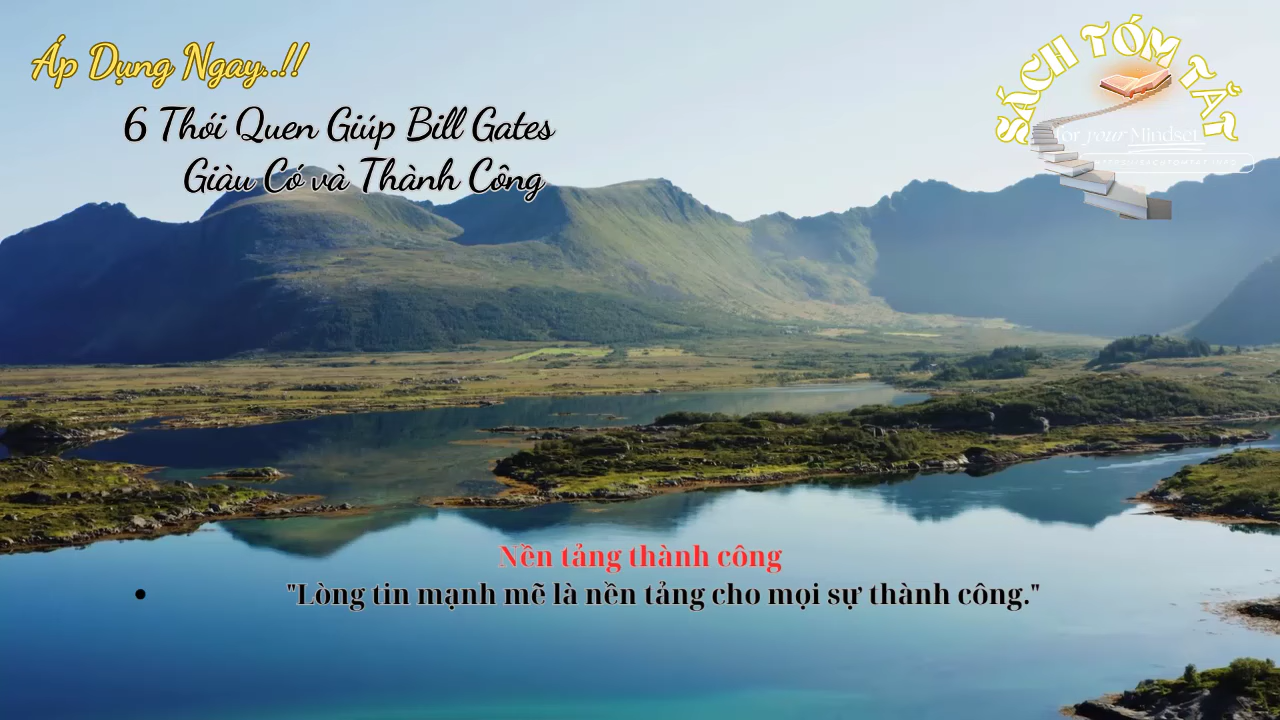 Áp Dụng Ngay..!!
6 Thói Quen Giúp Bill Gates
Giàu Có và Thành Công
SÁCH TÓM TẮT
for your Mindset
Nền tảng thành công
• "Lòng tin mạnh mẽ là nền tảng cho mọi sự thành công."